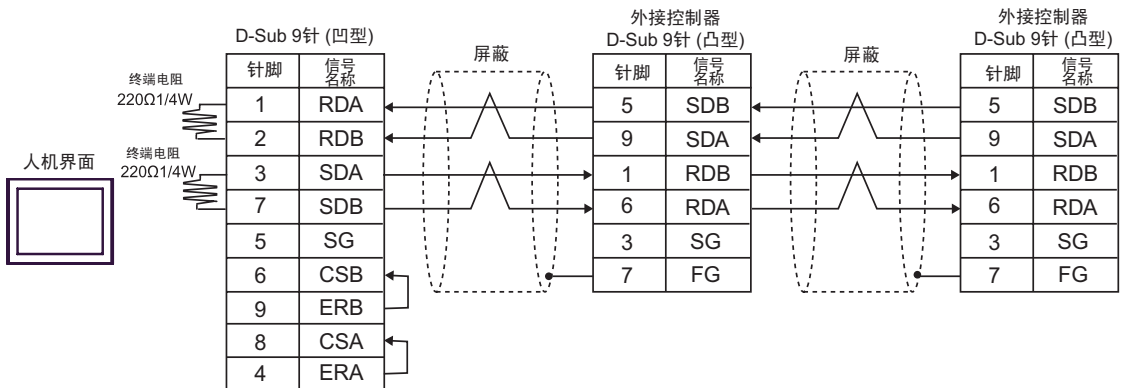 外接控制器
D-Sub 9针 (凸型)
外接控制器
D-Sub 9针 (凸型)
D-Sub 9针 (凹型)
屏蔽
屏蔽
针脚 信号名称
针脚 信号名称
针脚 信号名称
终端电阻
220Ω1/4W
1 RDA
5 SDB
5 SDB
2 RDB
9 SDA
9 SDA
终端电阻
220Ω1/4W
人机界面
3 SDA
1 RDB
1 RDB
7 SDB
6 RDA
6 RDA
5 SG
3 SG
3 SG
6 CSB
7 FG
7 FG
9 ERB
8 CSA
4 ERA